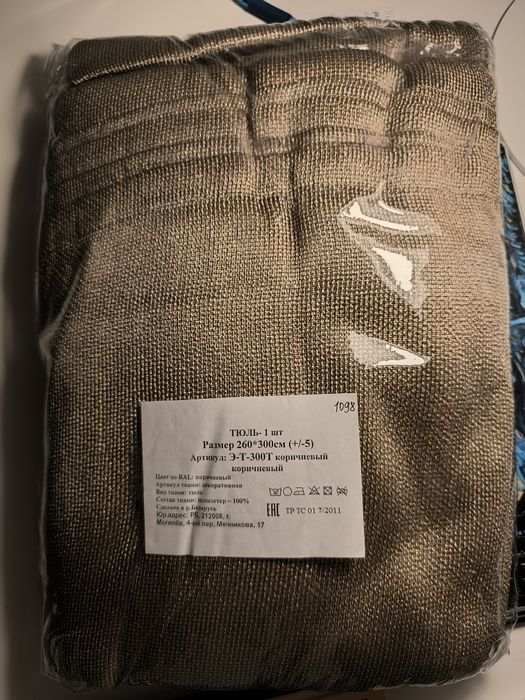 1098
ТЮЛЬ- 1 шт
Размер 260*300см (+/-5)
Артикул: Э-Т-300Т коричневый
коричневый
Цвет по RAL: коричневый
Артикул ткани: декоративная
Вид ткани: тюль
Состав ткани: полиэстер – 100%
Сделано в р.Беларусь
Юр.адрес: РБ, 212008, г.
Могилёв, 4-ый пер. Мечникова, 17
ЕАС ТР ТС 017/2011